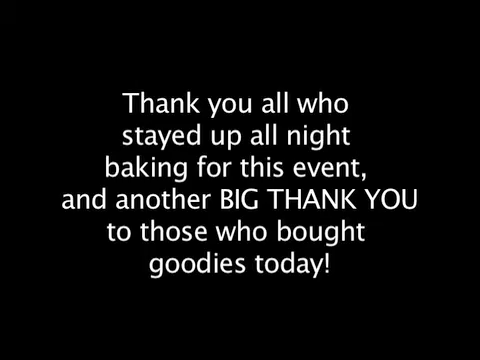 Thank you all who
stayed up all night
baking for this event,
and another BIG THANK YOU
to those who bought
goodies today!